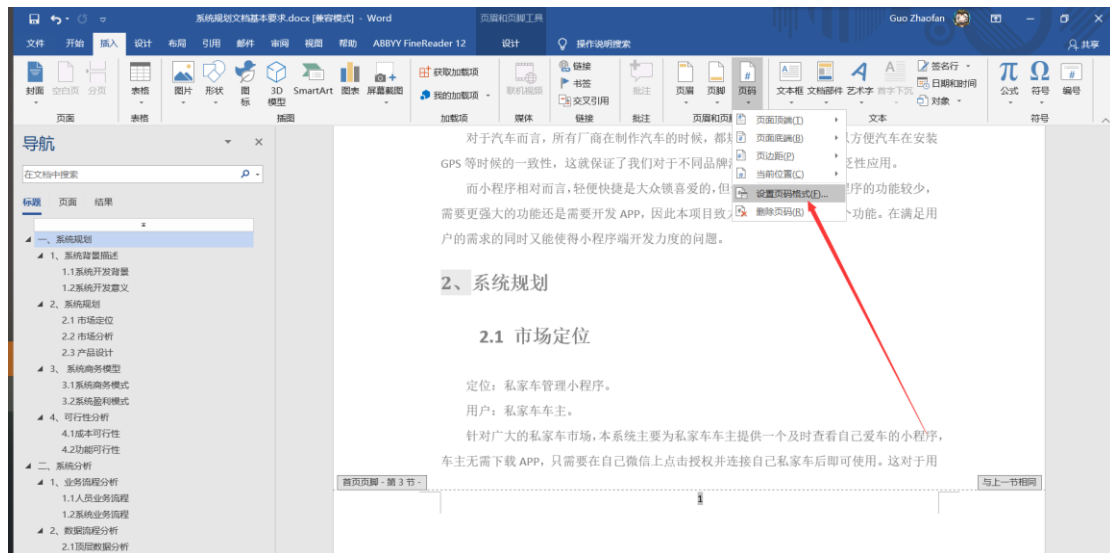 系统规划文档基本要求.docx [兼容模式] - Word
页眉和页脚工具
Guo Zhaofan
文件 开始 插入 设计 布局 引用 邮件 审阅 视图 帮助 ABBYY FineReader 12 设计 操作说明搜索 共享
封面 空白页 分页 表格 图片 形状 图标 3D模型 SmartArt 图表 屏幕截图 获取加载项 我的加载项 联机视频 链接 书签 交叉引用 批注 页眉 页脚 页码 文本框 文档部件 艺术字 首字下沉 签名行 日期和时间 对象 公式 符号 编号
页面 表格 插图 加载项 媒体 链接 批注 页眉和页 文本 符号
页面顶端(T)
页面底端(B)
页边距(P)
当前位置(C)
设置页码格式(F)...
删除页码(R)
导航
在文档中搜索
标题 页面 结果
一、系统规划
1、系统背景描述
1.1系统开发背景
1.2系统开发意义
2、系统规划
2.1 市场定位
2.2 市场分析
2.3 产品设计
3、 系统商务模型
3.1系统商务模式
3.2系统盈利模式
4、可行性分析
4.1成本可行性
4.2功能可行性
二、系统分析
1、业务流程分析
1.1人员业务流程
1.2系统业务流程
2、数据流程分析
2.1顶层数据分析
对于汽车而言，所有厂商在制作汽车的时候，都 以方便汽车在安装
GPS 等时候的一致性，这就保证了我们对于不同品牌 泛性应用。
而小程序相对而言,轻便快捷是大众锁喜爱的,但 程序的功能较少，
需要更强大的功能还是需要开发 APP，因此本项目致 个功能。在满足用
户的需求的同时又能使得小程序端开发力度的问题。
2、系统规划
2.1 市场定位
定位：私家车管理小程序。
用户：私家车车主。
针对广大的私家车市场,本系统主要为私家车车主提供一个及时查看自己爱车的小程序，
车主无需下载 APP，只需要在自己微信上点击授权并连接自己私家车后即可使用。这对于用
首页页脚 - 第 3 节 -
与上一节相同
1